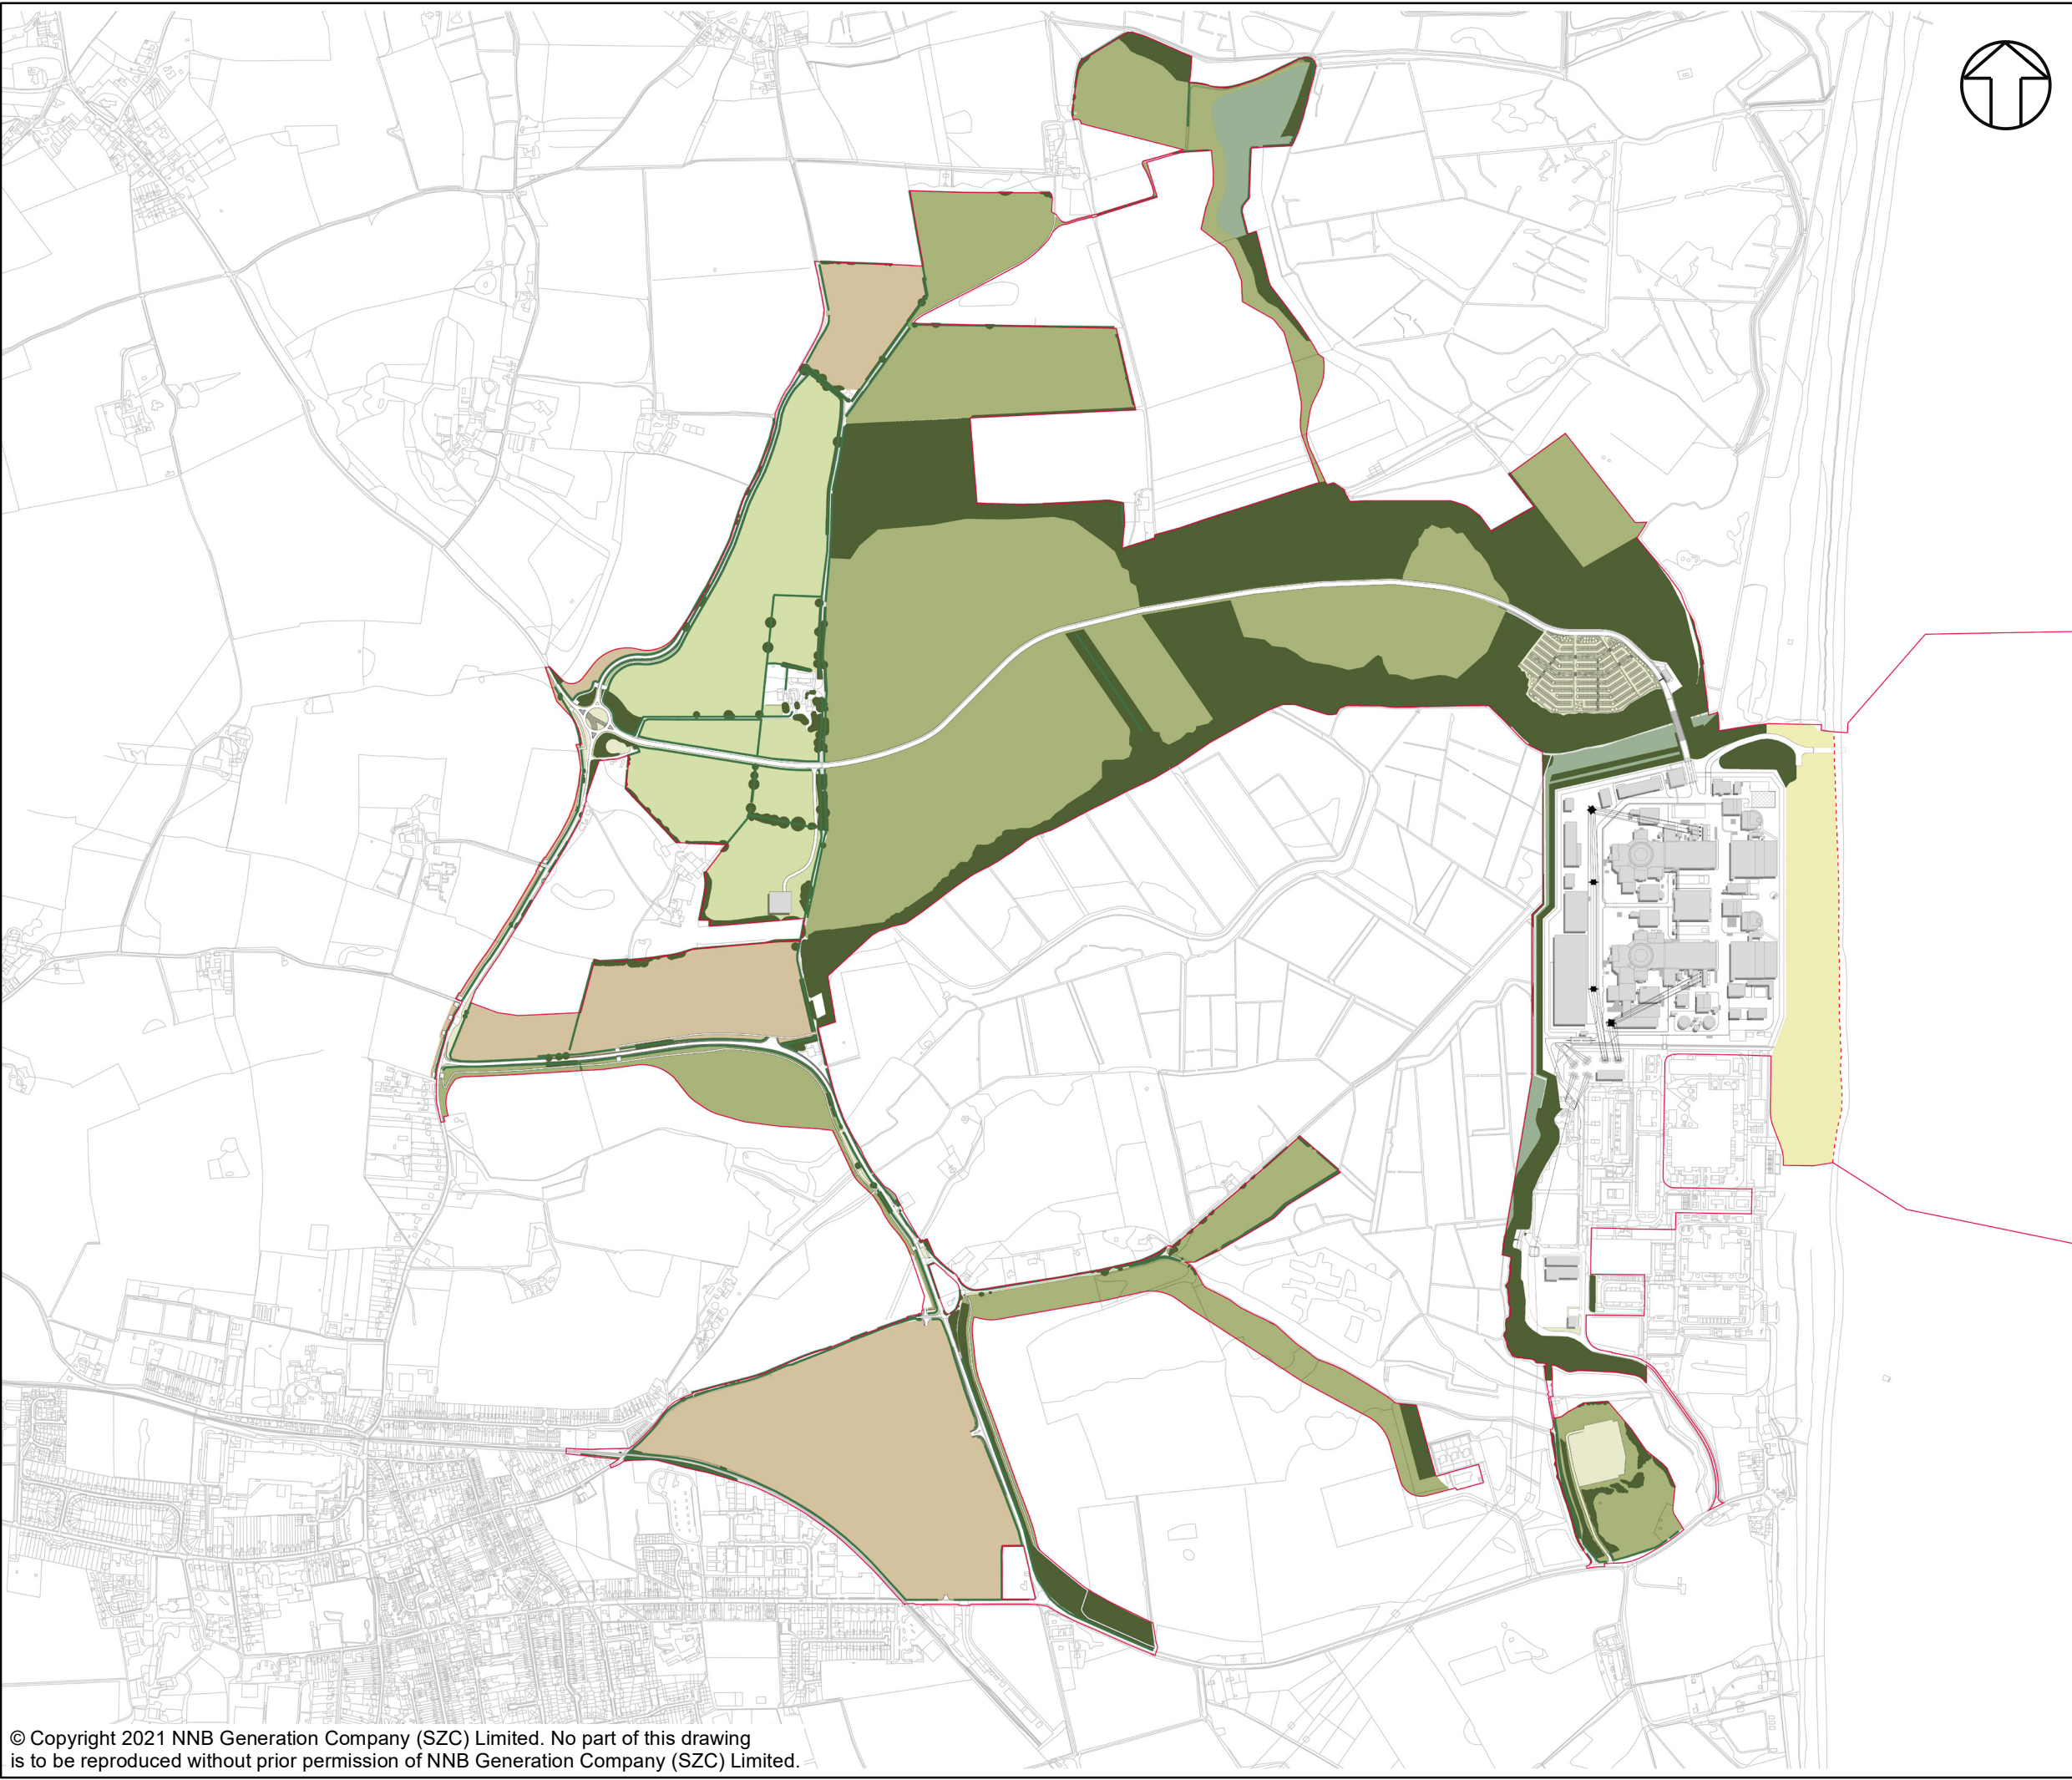 © Copyright 2021 NNB Generation Company (SZC) Limited. No part of this drawing
is to be reproduced without prior permission of NNB Generation Company (SZC) Limited.